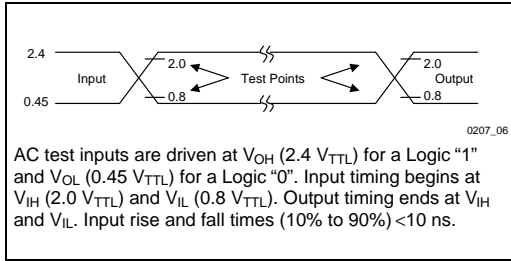 2.4
2.0
2.0
Input
Test Points
Output
0.45
0.8
0.8
0207_06
AC test inputs are driven at VOH (2.4 VTTL) for a Logic “1”
and VOL (0.45 VTTL) for a Logic “0”. Input timing begins at
VIH (2.0 VTTL) and VIL (0.8 VTTL). Output timing ends at VIH
and VIL. Input rise and fall times (10% to 90%) <10 ns.